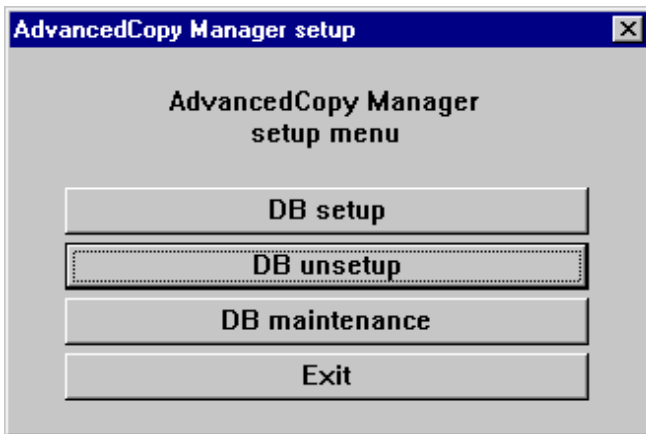 AdvancedCopy Manager setup
AdvancedCopy Manager
setup menu
DB setup
DB unsetup
DB maintenance
Exit